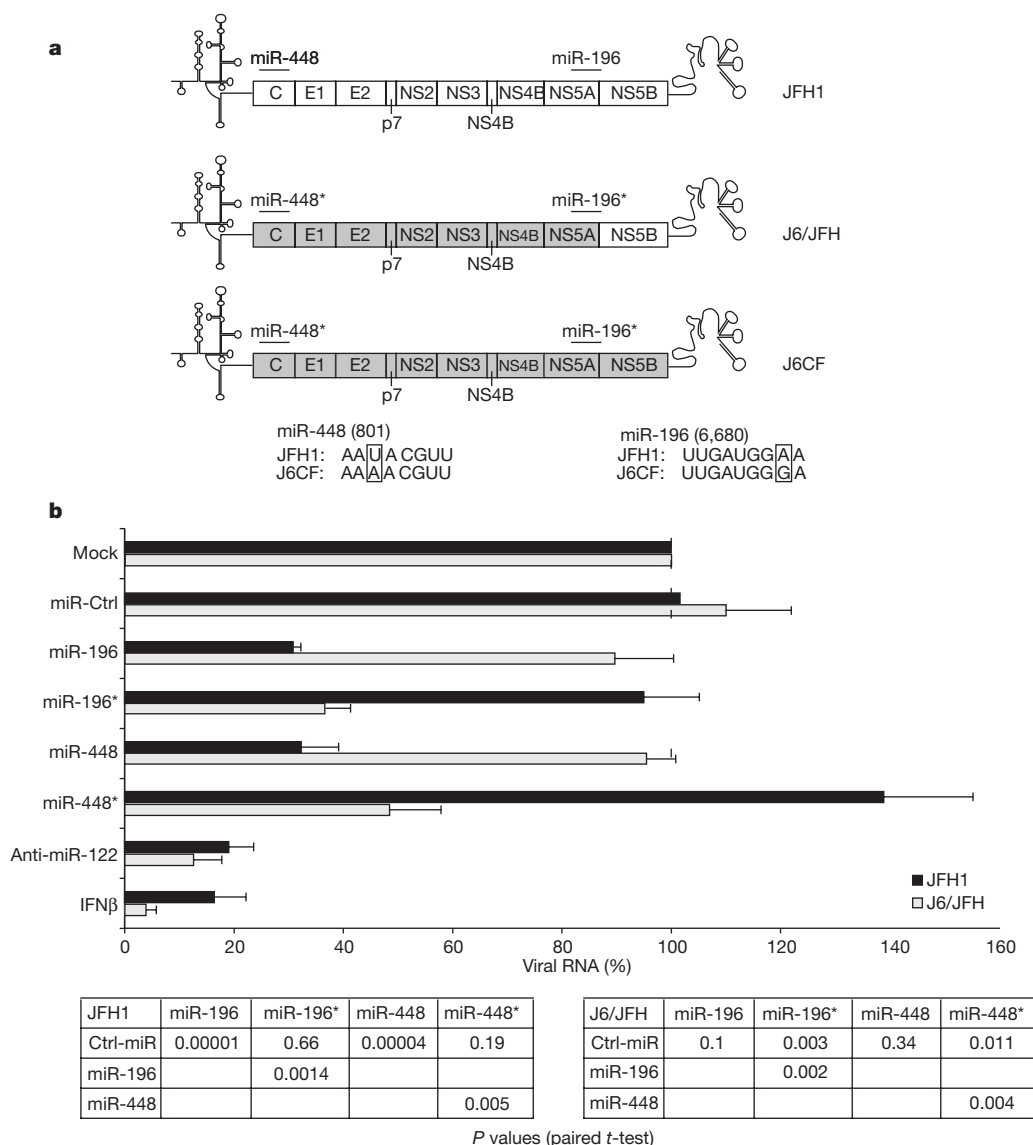 a
miR-448 miR-196
C E1 E2 NS2 NS3 NS4B NS5A NS5B JFH1
p7 NS4B
miR-448* miR-196*
C E1 E2 NS2 NS3 NS4B NS5A NS5B J6/JFH
p7 NS4B
miR-448* miR-196*
C E1 E2 NS2 NS3 NS4B NS5A NS5B J6CF
p7 NS4B
miR-448 (801) miR-196 (6,680)
JFH1: AAUACGUU JFH1: UUGAUGGAA
J6CF: AAAACGUU J6CF: UUGAUGGGA
b
Mock
miR-Ctrl
miR-196
miR-196*
miR-448
miR-448*
Anti-miR-122
IFNβ
JFH1
J6/JFH
0 20 40 60 80 100 120 140 160
Viral RNA (%)
JFH1 miR-196 miR-196* miR-448 miR-448*
Ctrl-miR 0.00001 0.66 0.00004 0.19
miR-196 0.0014
miR-448 0.005
J6/JFH miR-196 miR-196* miR-448 miR-448*
Ctrl-miR 0.1 0.003 0.34 0.011
miR-196 0.002
miR-448 0.004
P values (paired t-test)